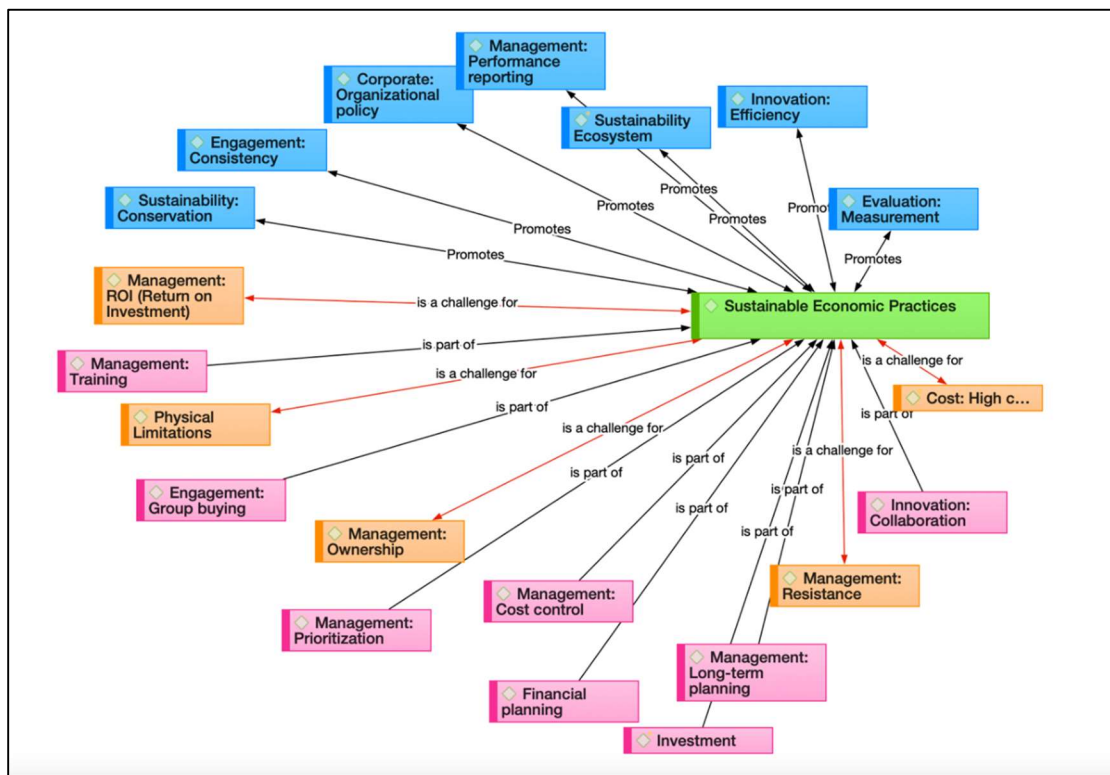 Management:
Performance
reporting
Corporate:
Organizational
policy
Innovation:
Efficiency
Sustainability
Ecosystem
Engagement:
Consistency
Sustainability:
Conservation
Evaluation:
Measurement
Promotes
Promotes
Promotes
Promotes
Promotes
Promotes
Management:
ROI (Return on
Investment)
is a challenge for
Sustainable Economic Practices
is part of
Management:
Training
is a challenge for
is a challenge for
Physical
Limitations
is part of
Cost: High c...
is part of
is a challenge for
is a challenge for
is part of
is part of
Engagement:
Group buying
is part of
Innovation:
Collaboration
is part of
is part of
Management:
Ownership
Management:
Resistance
Management:
Cost control
Management:
Prioritization
Management:
Long-term
planning
Financial
planning
Investment